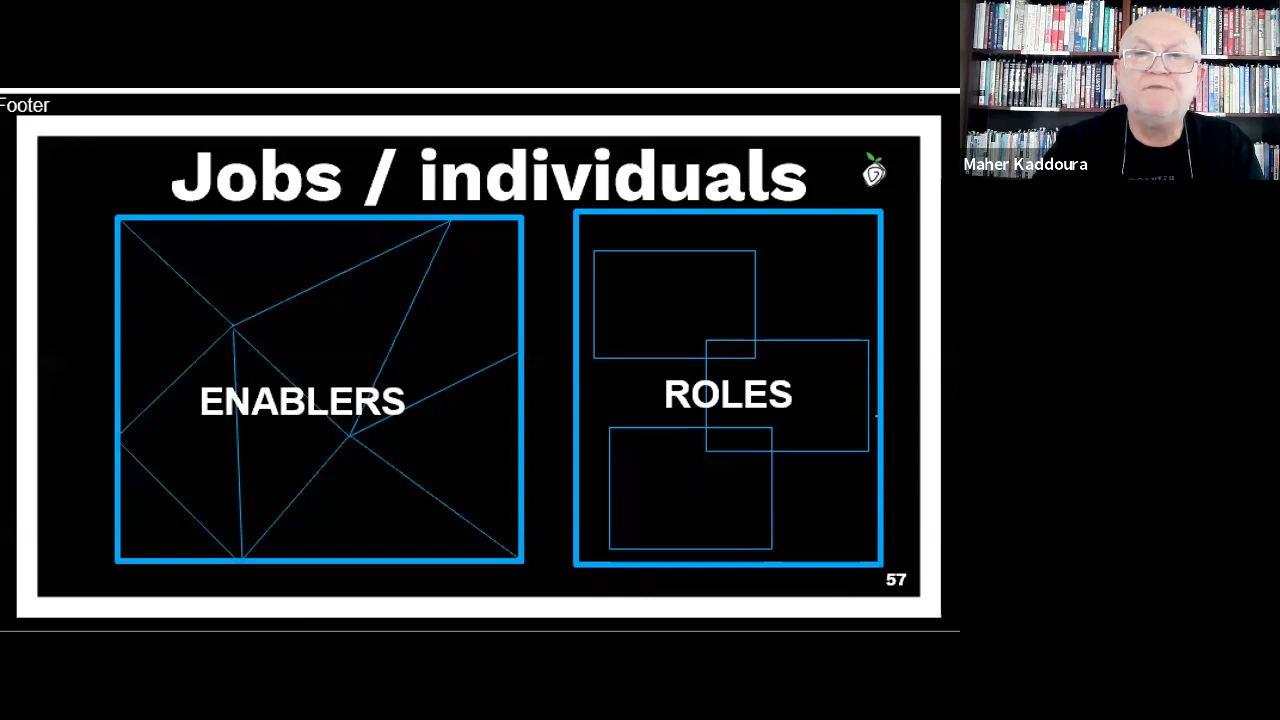 Footer
Jobs / individuals
Maher Kaddoura
ENABLERS
ROLES
57